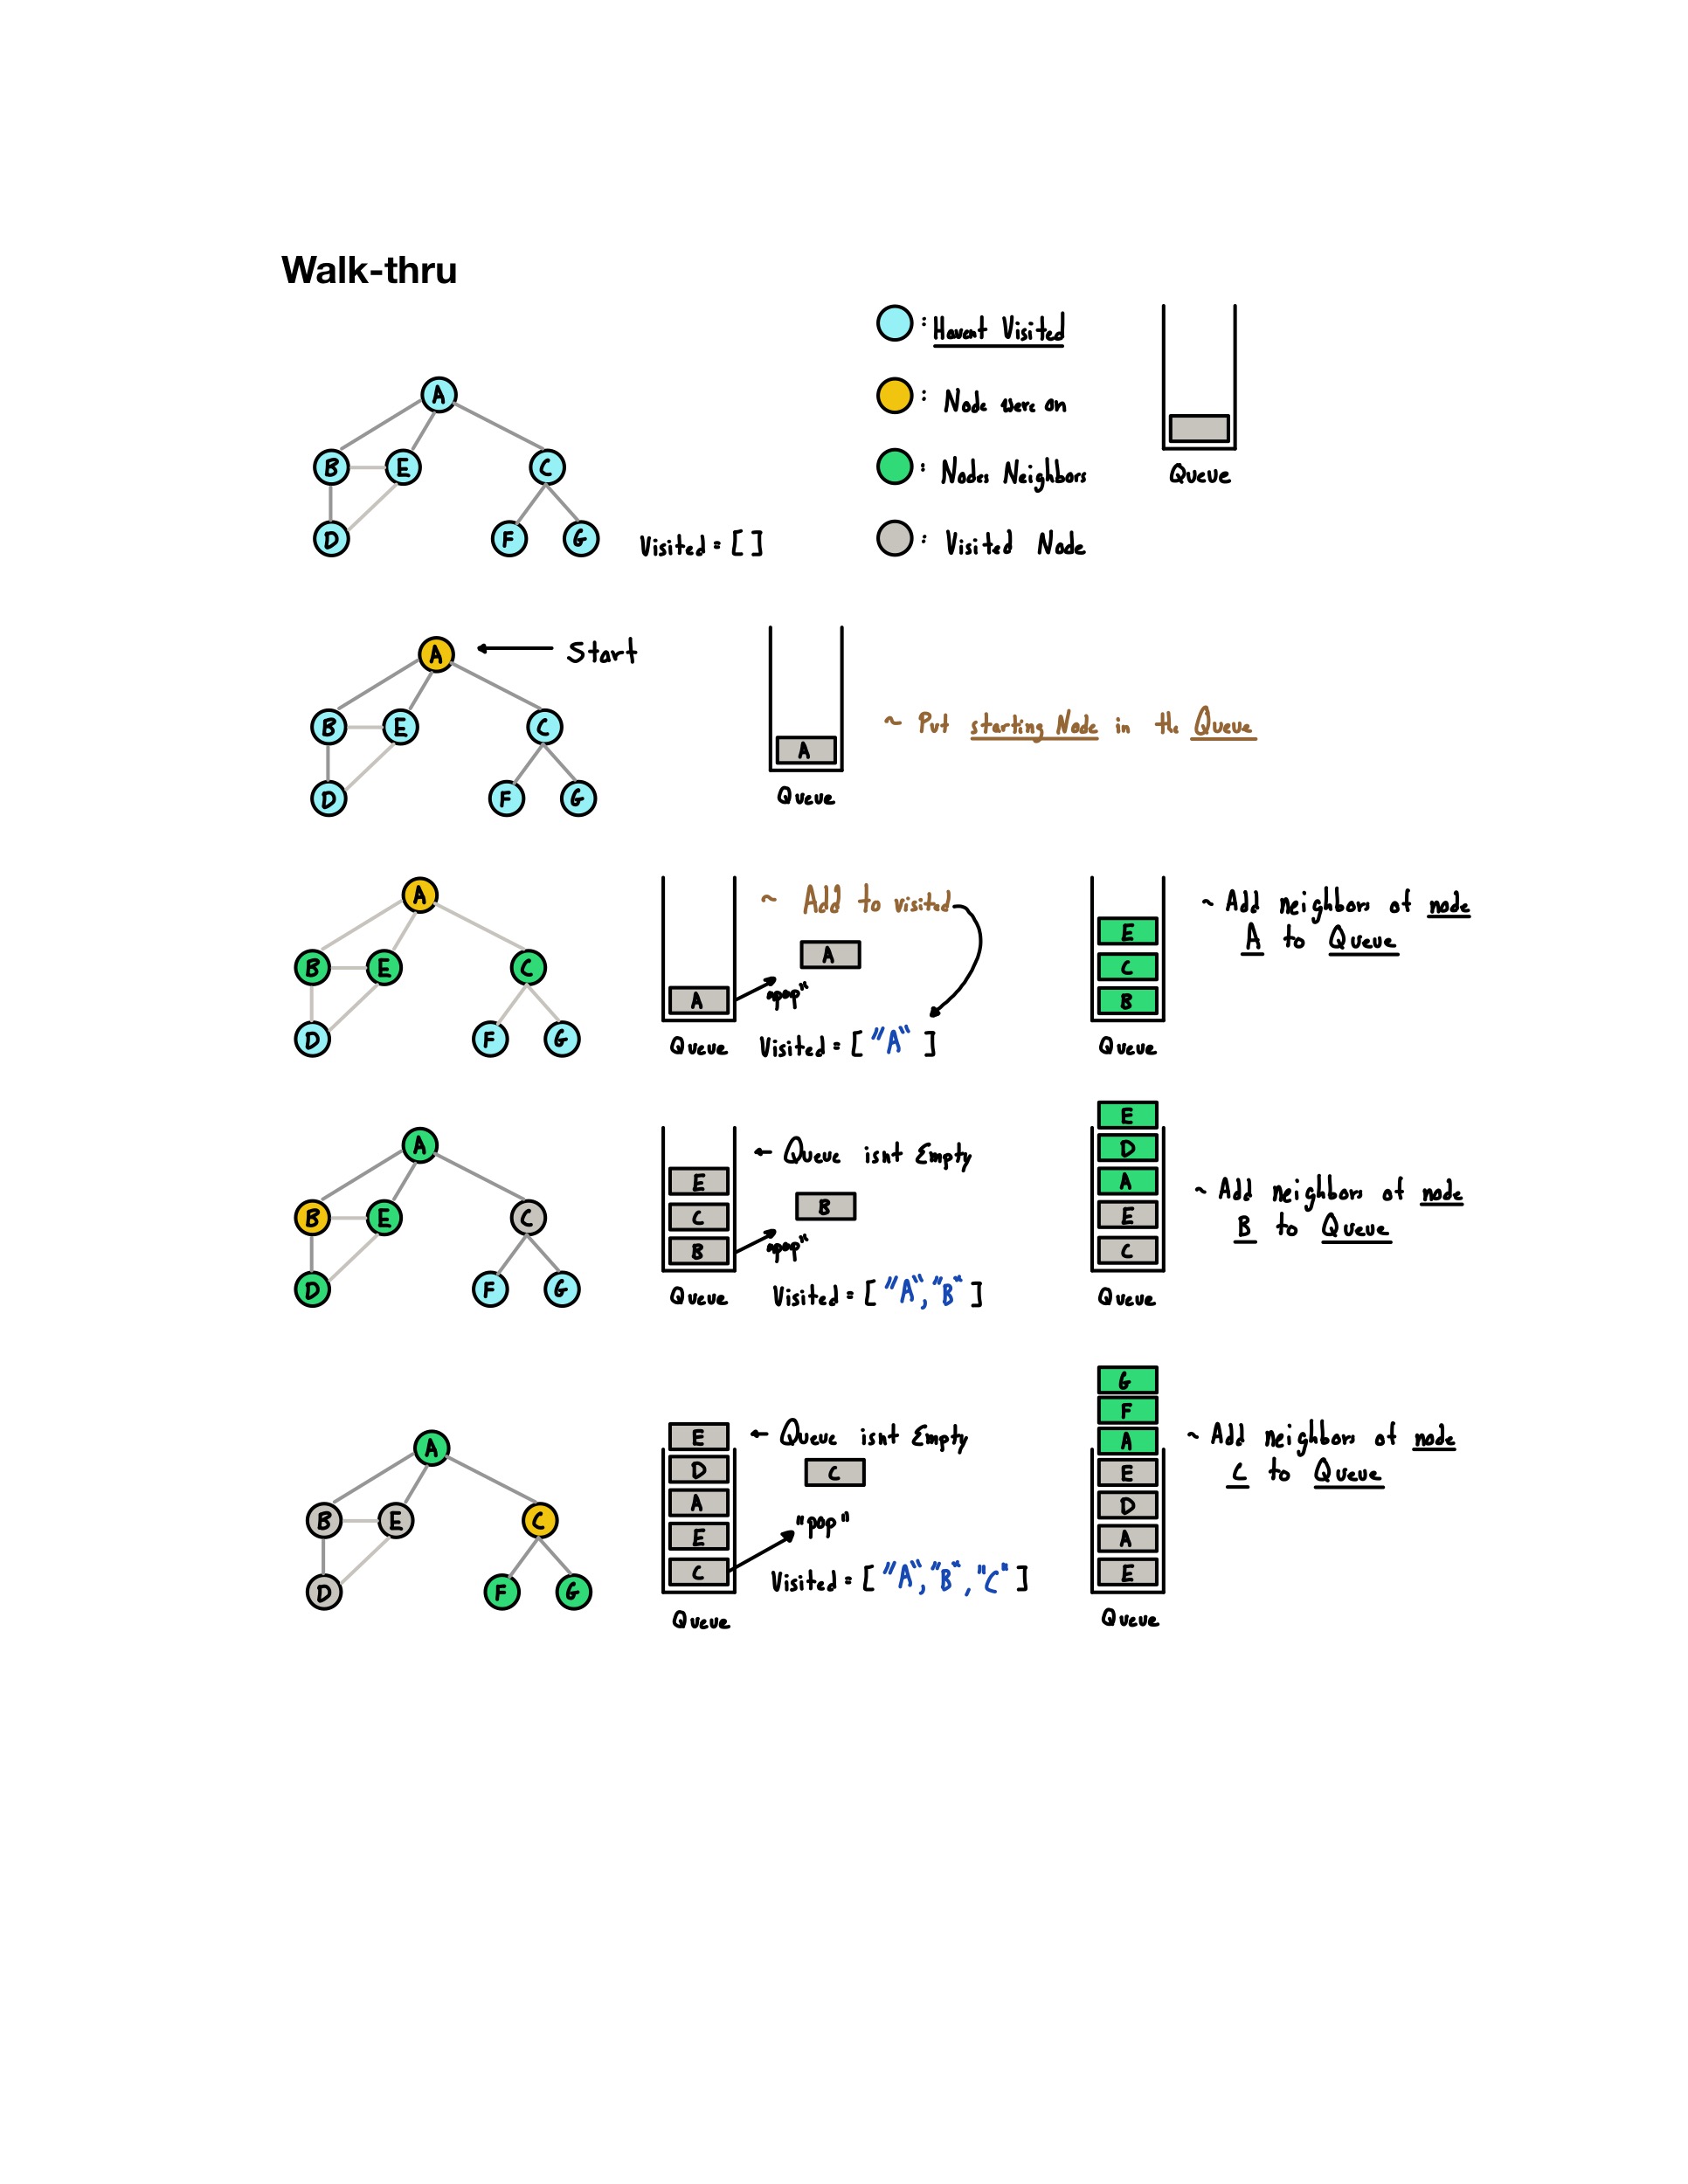 Walk-thru
: Havent Visited
: Node were on
: Nodes Neighbors
: Visited Node
Queue
A
B E C
D F G
Visited = [ ]
A
Start
B E C
D F G
A
Queue
~ Put starting Node in the Queue
A
B E C
D F G
A
"pop"
Queue
~ Add to visited
A
Visited = [ "A" ]
E
C
B
Queue
~ Add neighbors of node
A to Queue
A
B E C
D F G
E
C
B
"pop"
Queue
← Queue isnt Empty
B
Visited = [ "A", "B" ]
E
D
A
E
C
Queue
~ Add neighbors of node
B to Queue
A
B E C
D F G
E
D
A
E
C
Queue
← Queue isnt Empty
C
"pop"
Visited = [ "A", "B", "C" ]
G
F
A
E
D
A
E
Queue
~ Add neighbors of node
C to Queue